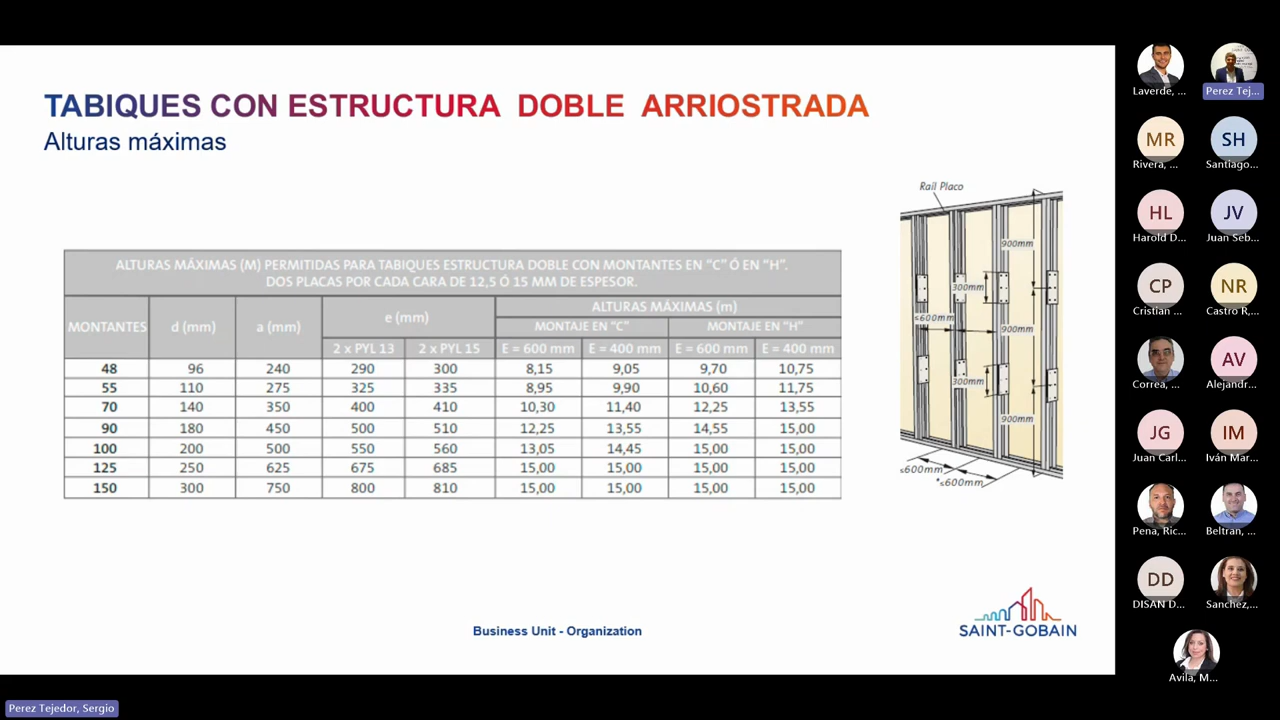 TABIQUES CON ESTRUCTURA DOBLE ARRIOSTRADA
Alturas máximas
ALTURAS MÁXIMAS (M) PERMITIDAS PARA TABIQUES ESTRUCTURA DOBLE CON MONTANTES EN “C” Ó EN “H”.
DOS PLACAS POR CADA CARA DE 12,5 Ó 15 MM DE ESPESOR.
MONTANTES d (mm) a (mm) e (mm) ALTURAS MÁXIMAS (m)
MONTAJE EN “C” MONTAJE EN “H”
2 x PYL 13 2 x PYL 15 E = 600 mm E = 400 mm E = 600 mm E = 400 mm
48 96 240 290 300 8,15 9,05 9,70 10,75
55 110 275 325 335 8,95 9,90 10,60 11,75
70 140 350 400 410 10,30 11,40 12,25 13,55
90 180 450 500 510 12,25 13,55 14,55 15,00
100 200 500 550 560 13,05 14,45 15,00 15,00
125 250 625 675 685 15,00 15,00 15,00 15,00
150 300 750 800 810 15,00 15,00 15,00 15,00
Rail Placo
900mm
300mm
≤600mm
900mm
300mm
900mm
≤600mm
*≤600mm
Business Unit - Organization
SAINT-GOBAIN
Laverde, ... Perez Tej...
MR SH
Rivera, ... Santiago...
HL JV
Harold D... Juan Seb...
CP NR
Cristian ... Castro R,...
AV
Correa, ... Alejandr...
JG IM
Juan Carl... Iván Mar...
Pena, Ric... Beltran, ...
DD
DISAN D... Sanchez,...
Avila, M...
Perez Tejedor, Sergio